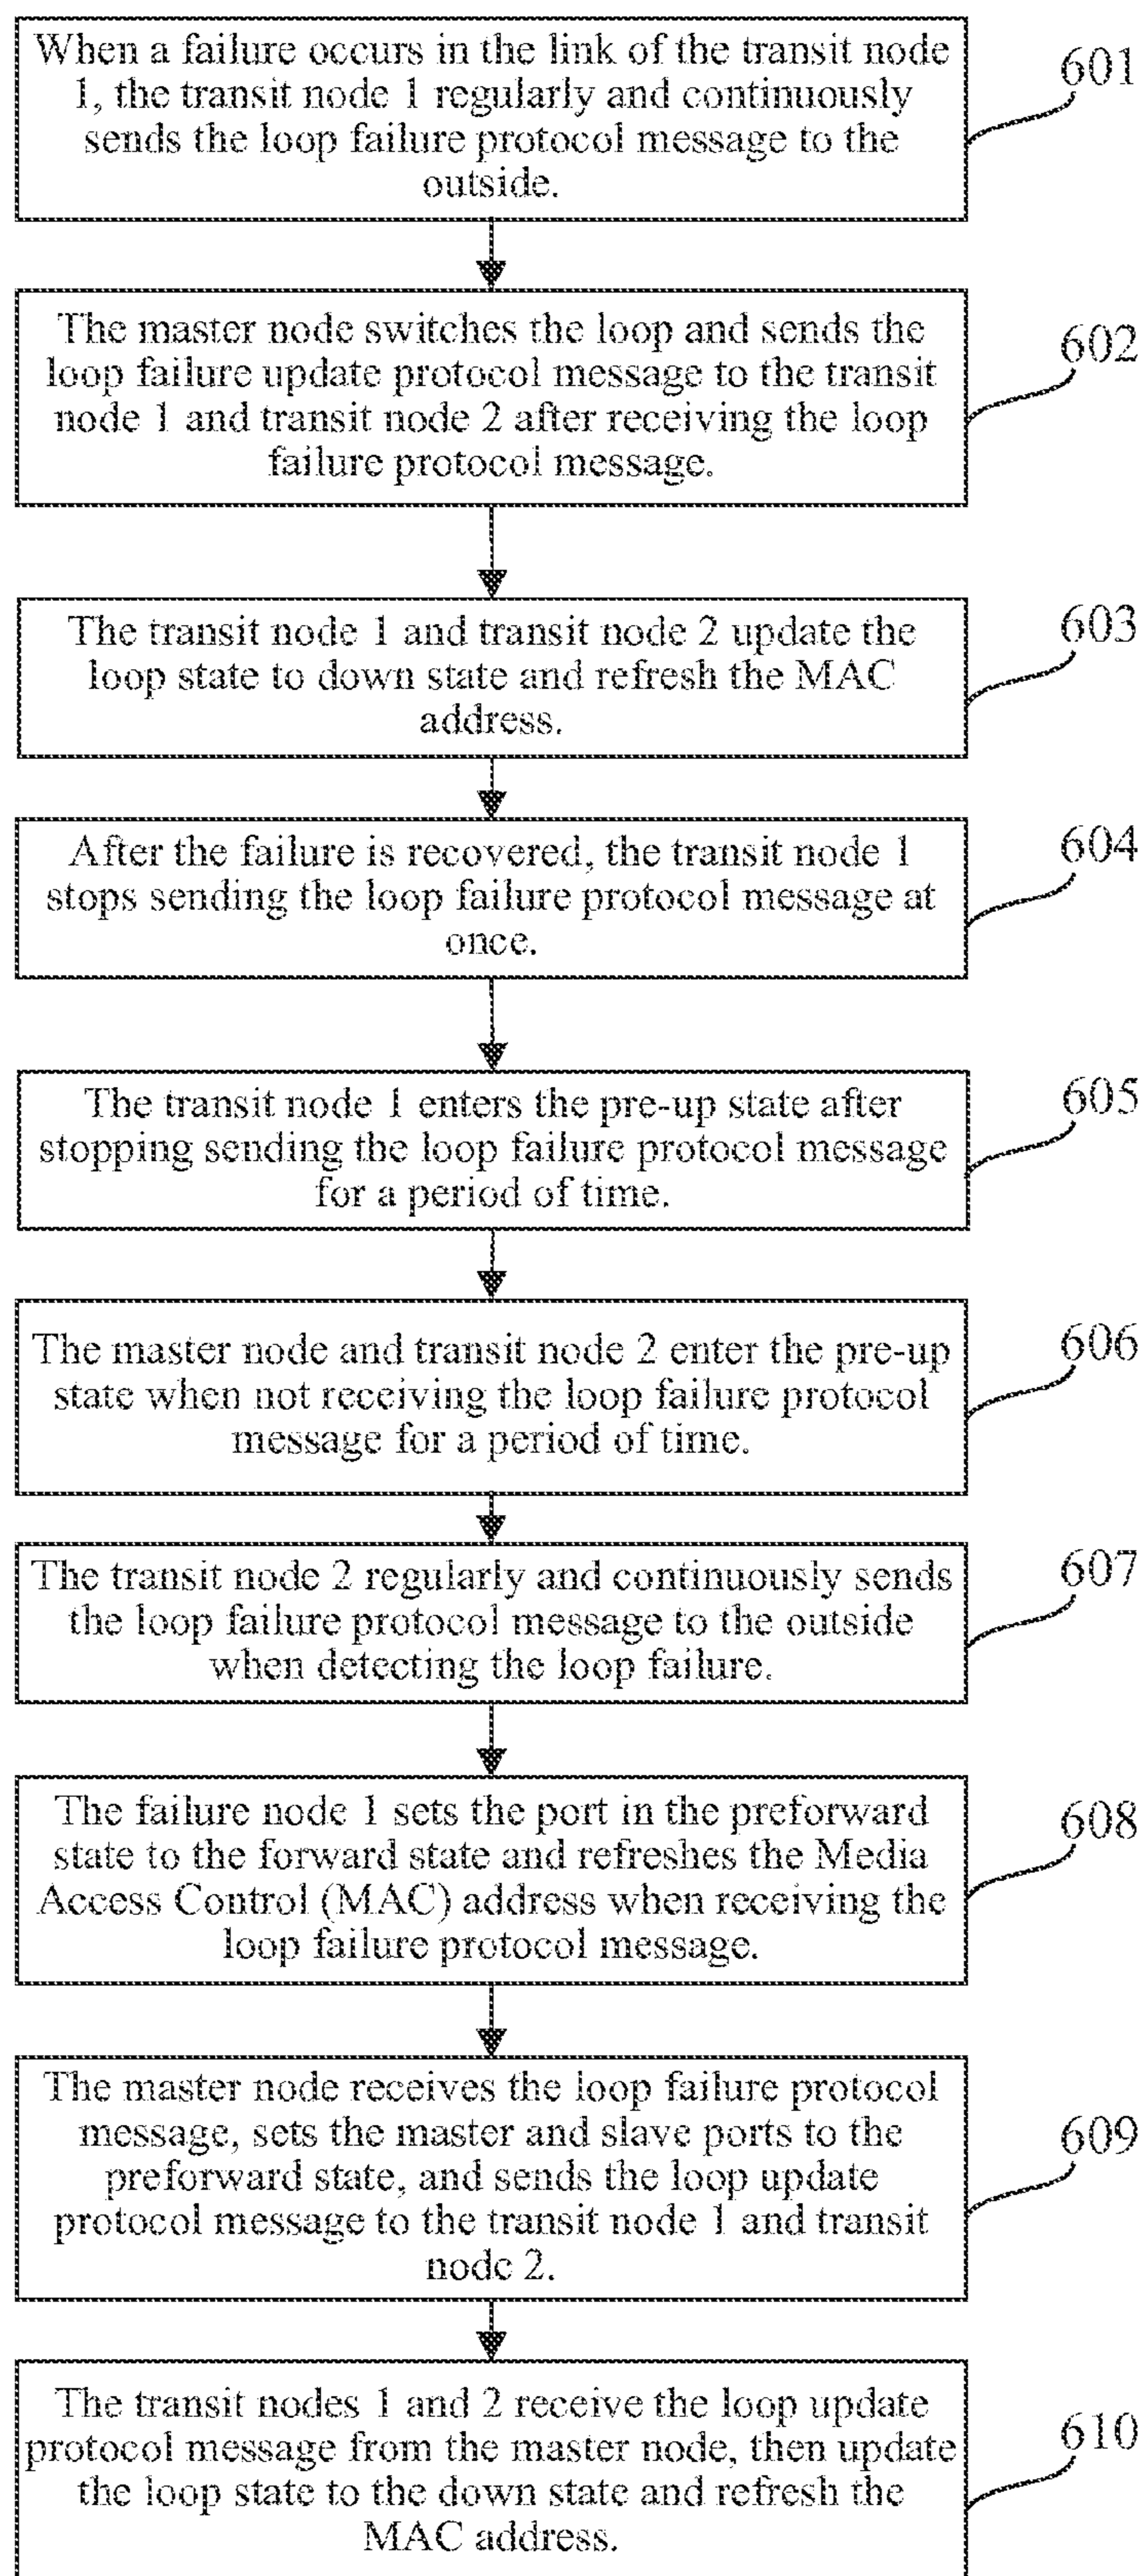 When a failure occurs in the link of the transit node
1, the transit node 1 regularly and continuously
sends the loop failure protocol message to the
outside.
601
The master node switches the loop and sends the
loop failure update protocol message to the transit
node 1 and transit node 2 after receiving the loop
failure protocol message.
602
The transit node 1 and transit node 2 update the
loop state to down state and refresh the MAC
address.
603
After the failure is recovered, the transit node 1
stops sending the loop failure protocol message at
once.
604
The transit node 1 enters the pre-up state after
stopping sending the loop failure protocol message
for a period of time.
605
The master node and transit node 2 enter the pre-up
state when not receiving the loop failure protocol
message for a period of time.
606
The transit node 2 regularly and continuously sends
the loop failure protocol message to the outside
when detecting the loop failure.
607
The failure node 1 sets the port in the preforward
state to the forward state and refreshes the Media
Access Control (MAC) address when receiving the
loop failure protocol message.
608
The master node receives the loop failure protocol
message, sets the master and slave ports to the
preforward state, and sends the loop update
protocol message to the transit node 1 and transit
node 2.
609
The transit nodes 1 and 2 receive the loop update
protocol message from the master node, then update
the loop state to the down state and refresh the
MAC address.
610